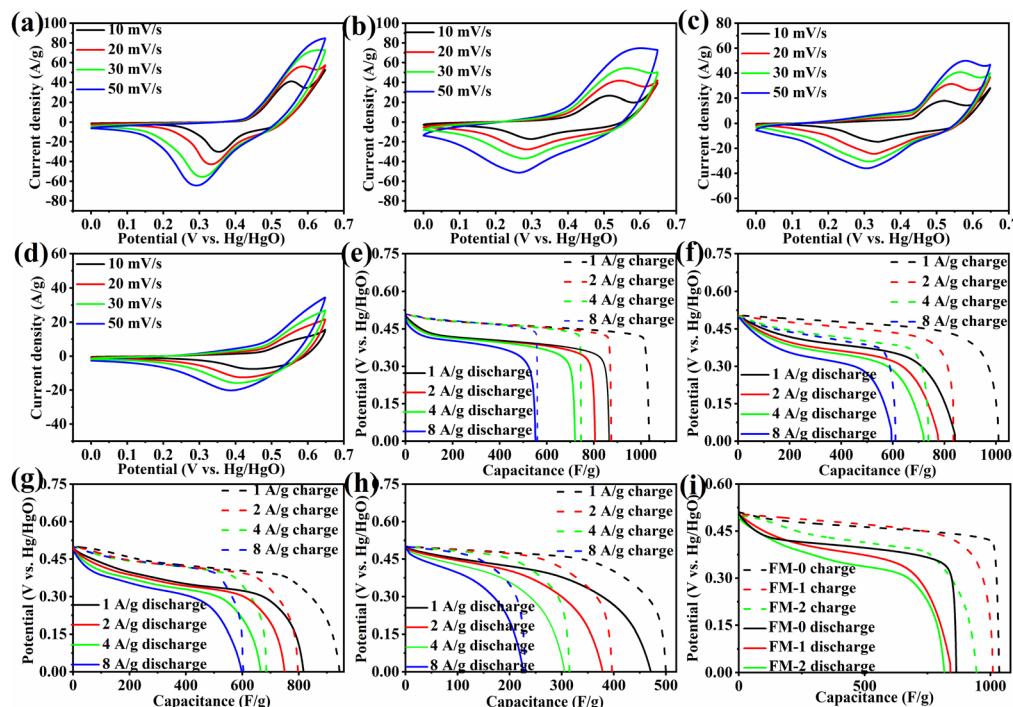 (a)
10 mV/s
20 mV/s
30 mV/s
50 mV/s
Current density (A/g)
100
80
60
40
20
0
-20
-40
-60
-80
0.0 0.1 0.2 0.3 0.4 0.5 0.6 0.7
Potential (V vs. Hg/HgO)
(b)
10 mV/s
20 mV/s
30 mV/s
50 mV/s
Current density (A/g)
100
80
60
40
20
0
-20
-40
-60
-80
0.0 0.1 0.2 0.3 0.4 0.5 0.6 0.7
Potential (V vs. Hg/HgO)
(c)
10 mV/s
20 mV/s
30 mV/s
50 mV/s
Current density (A/g)
80
60
40
20
0
-20
-40
-60
0.0 0.1 0.2 0.3 0.4 0.5 0.6 0.7
Potential (V vs. Hg/HgO)
(d)
10 mV/s
20 mV/s
30 mV/s
50 mV/s
Current density (A/g)
60
40
20
0
-20
-40
0.0 0.1 0.2 0.3 0.4 0.5 0.6 0.7
Potential (V vs. Hg/HgO)
(e)
1 A/g charge
2 A/g charge
4 A/g charge
8 A/g charge
1 A/g discharge
2 A/g discharge
4 A/g discharge
8 A/g discharge
Potential (V vs. Hg/HgO)
0.75
0.60
0.45
0.30
0.15
0.00
0 200 400 600 800 1000
Capacitance (F/g)
(f)
1 A/g charge
2 A/g charge
4 A/g charge
8 A/g charge
1 A/g discharge
2 A/g discharge
4 A/g discharge
8 A/g discharge
Potential (V vs. Hg/HgO)
0.75
0.60
0.45
0.30
0.15
0.00
0 200 400 600 800 1000
Capacitance (F/g)
(g)
1 A/g charge
2 A/g charge
4 A/g charge
8 A/g charge
1 A/g discharge
2 A/g discharge
4 A/g discharge
8 A/g discharge
Potential (V vs. Hg/HgO)
0.75
0.60
0.45
0.30
0.15
0.00
0 200 400 600 800
Capacitance (F/g)
(h)
1 A/g charge
2 A/g charge
4 A/g charge
8 A/g charge
1 A/g discharge
2 A/g discharge
4 A/g discharge
8 A/g discharge
Potential (V vs. Hg/HgO)
0.75
0.60
0.45
0.30
0.15
0.00
0 100 200 300 400 500
Capacitance (F/g)
(i)
FM-0 charge
FM-1 charge
FM-2 charge
FM-0 discharge
FM-1 discharge
FM-2 discharge
Potential (V vs. Hg/HgO)
0.60
0.45
0.30
0.15
0.00
0 500 1000
Capacitance (F/g)